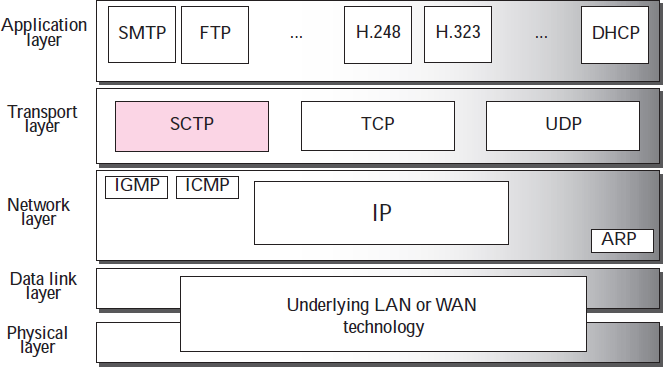 Application
layer
SMTP FTP ... H.248 H.323 ... DHCP
Transport
layer
SCTP TCP UDP
IGMP ICMP
Network
layer
IP
ARP
Data link
layer
Underlying LAN or WAN
technology
Physical
layer